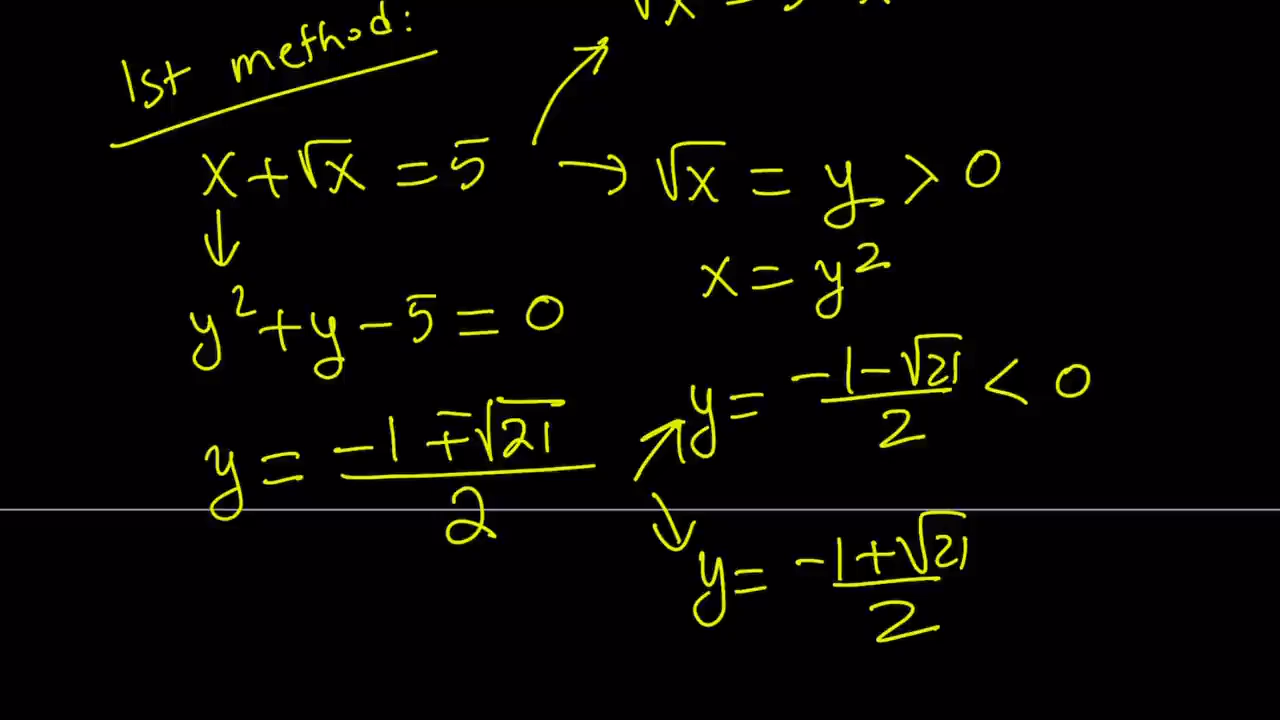 1st method:
x + √x = 5 → √x = y > 0
x = y²
y² + y - 5 = 0
y = (-1 ∓ √21)/2
y = (-1 - √21)/2 < 0
y = (-1 + √21)/2